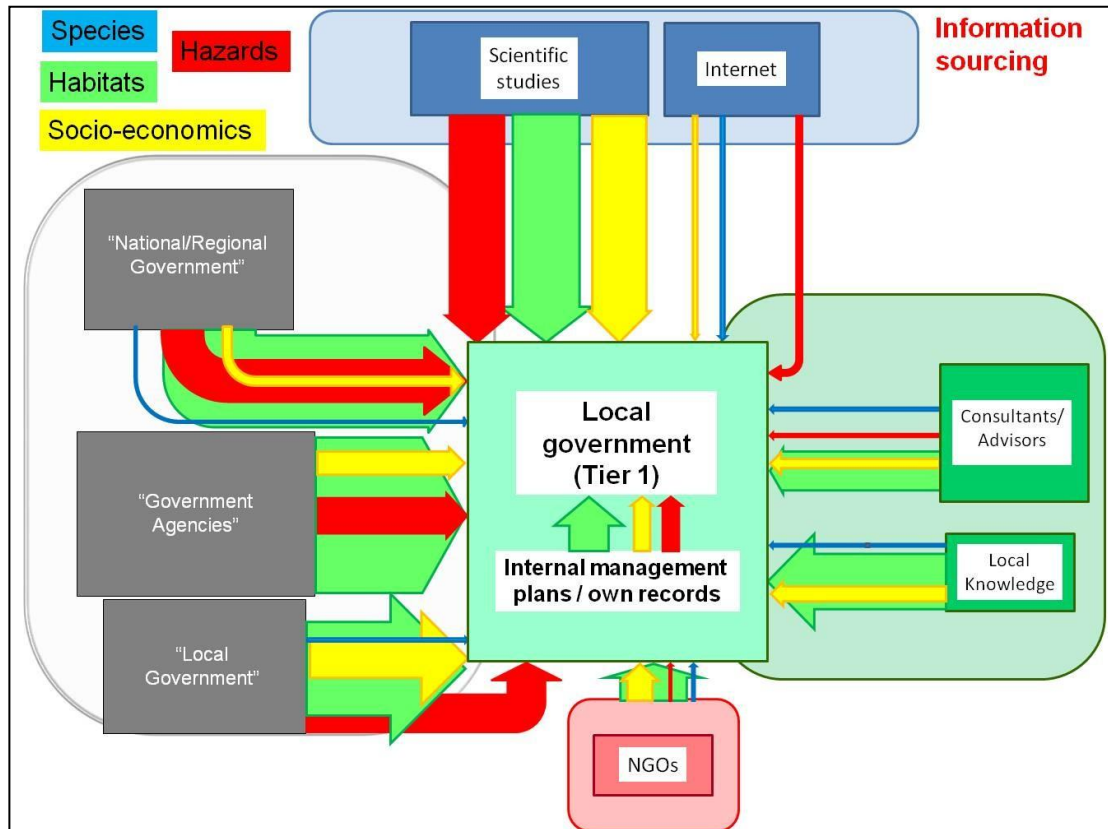 Species
Hazards
Habitats
Socio-economics
Scientific
studies
Internet
Information
sourcing
“National/Regional
Government”
“Government
Agencies”
“Local
Government”
Local
government
(Tier 1)
Internal management
plans / own records
Consultants/
Advisors
Local
Knowledge
NGOs